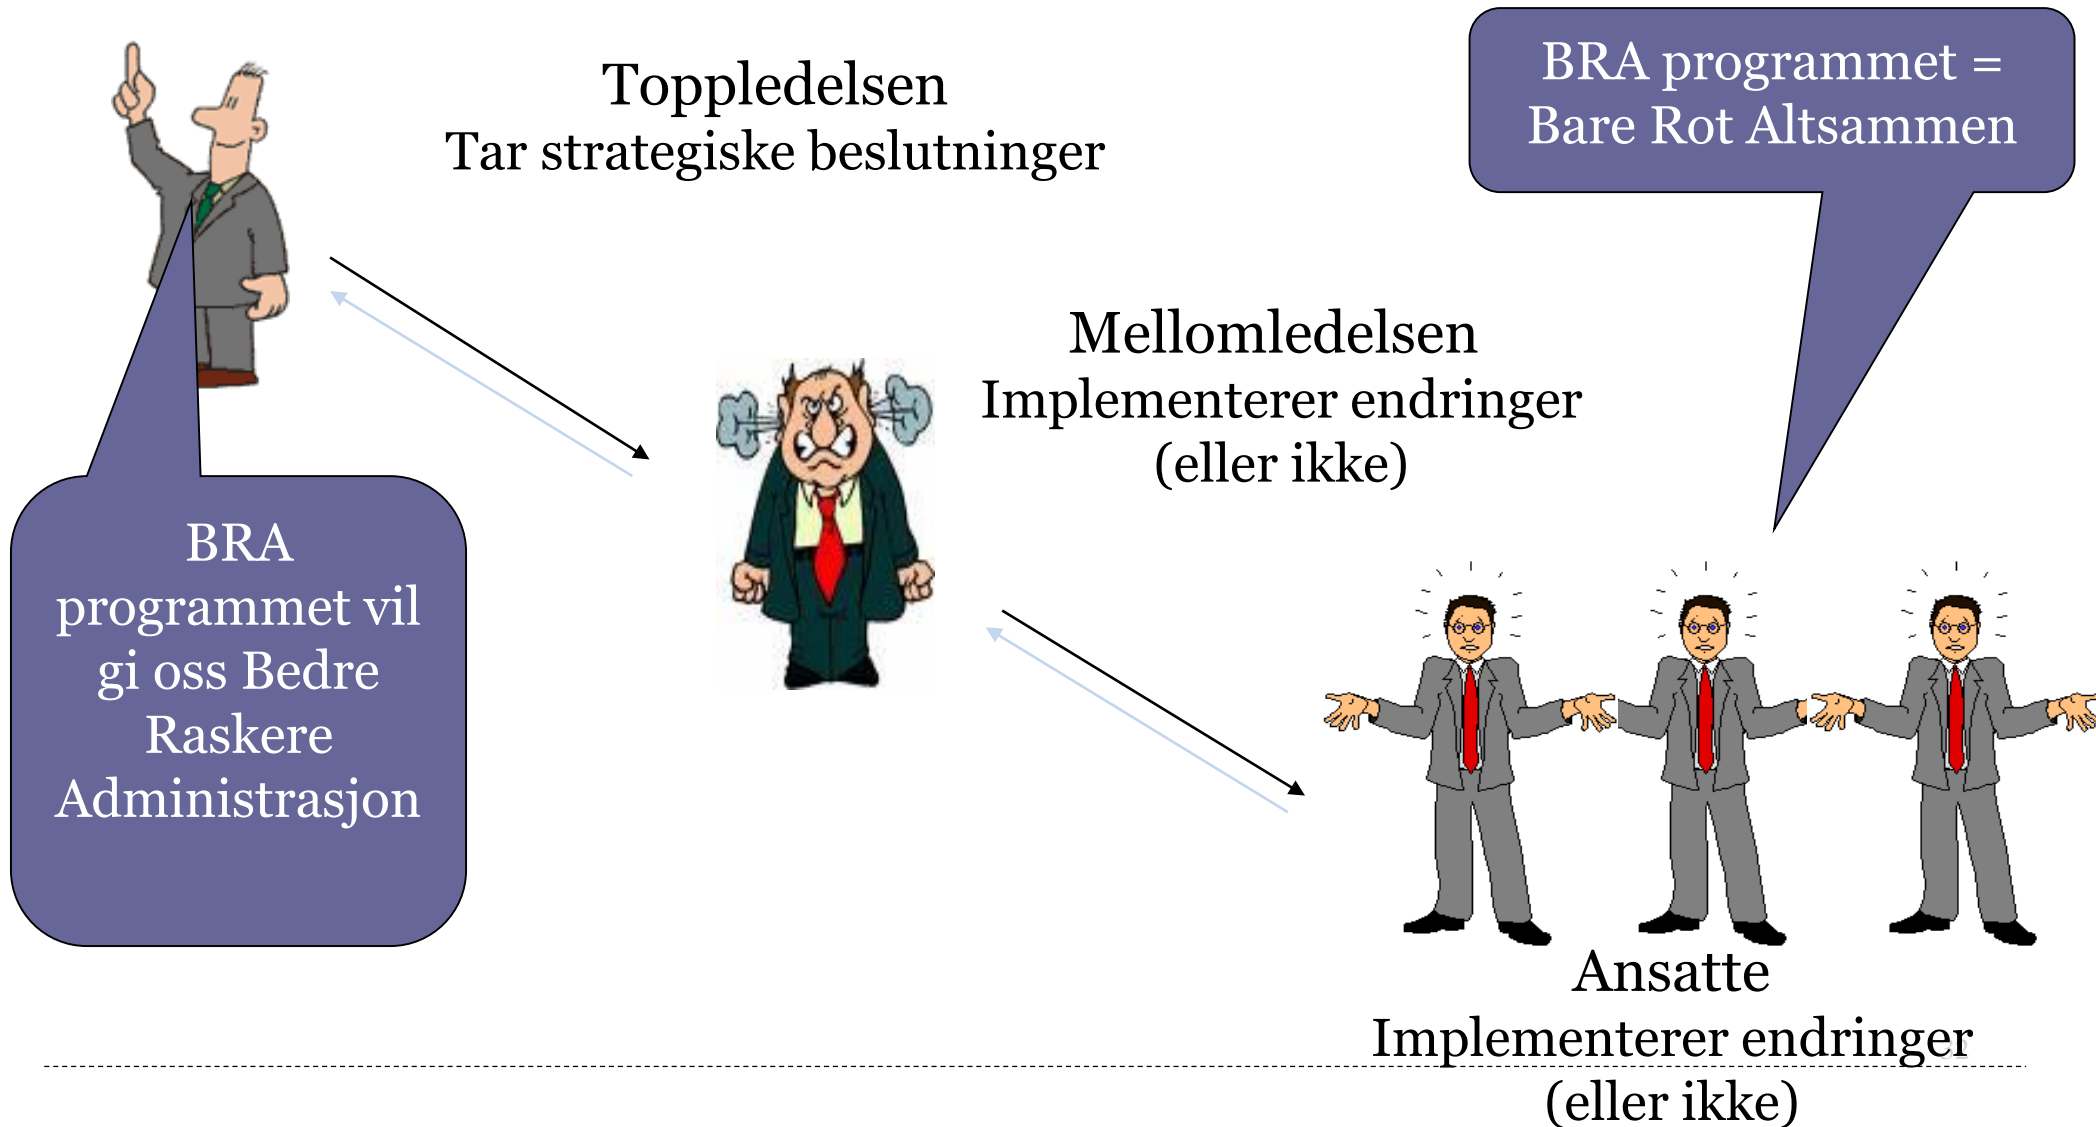 Toppledelsen
Tar strategiske beslutninger
BRA programmet =
Bare Rot Altsammen
Mellomledelsen
Implementerer endringer
(eller ikke)
BRA
programmet vil
gi oss Bedre
Raskere
Administrasjon
Ansatte
Implementerer endringer
(eller ikke)